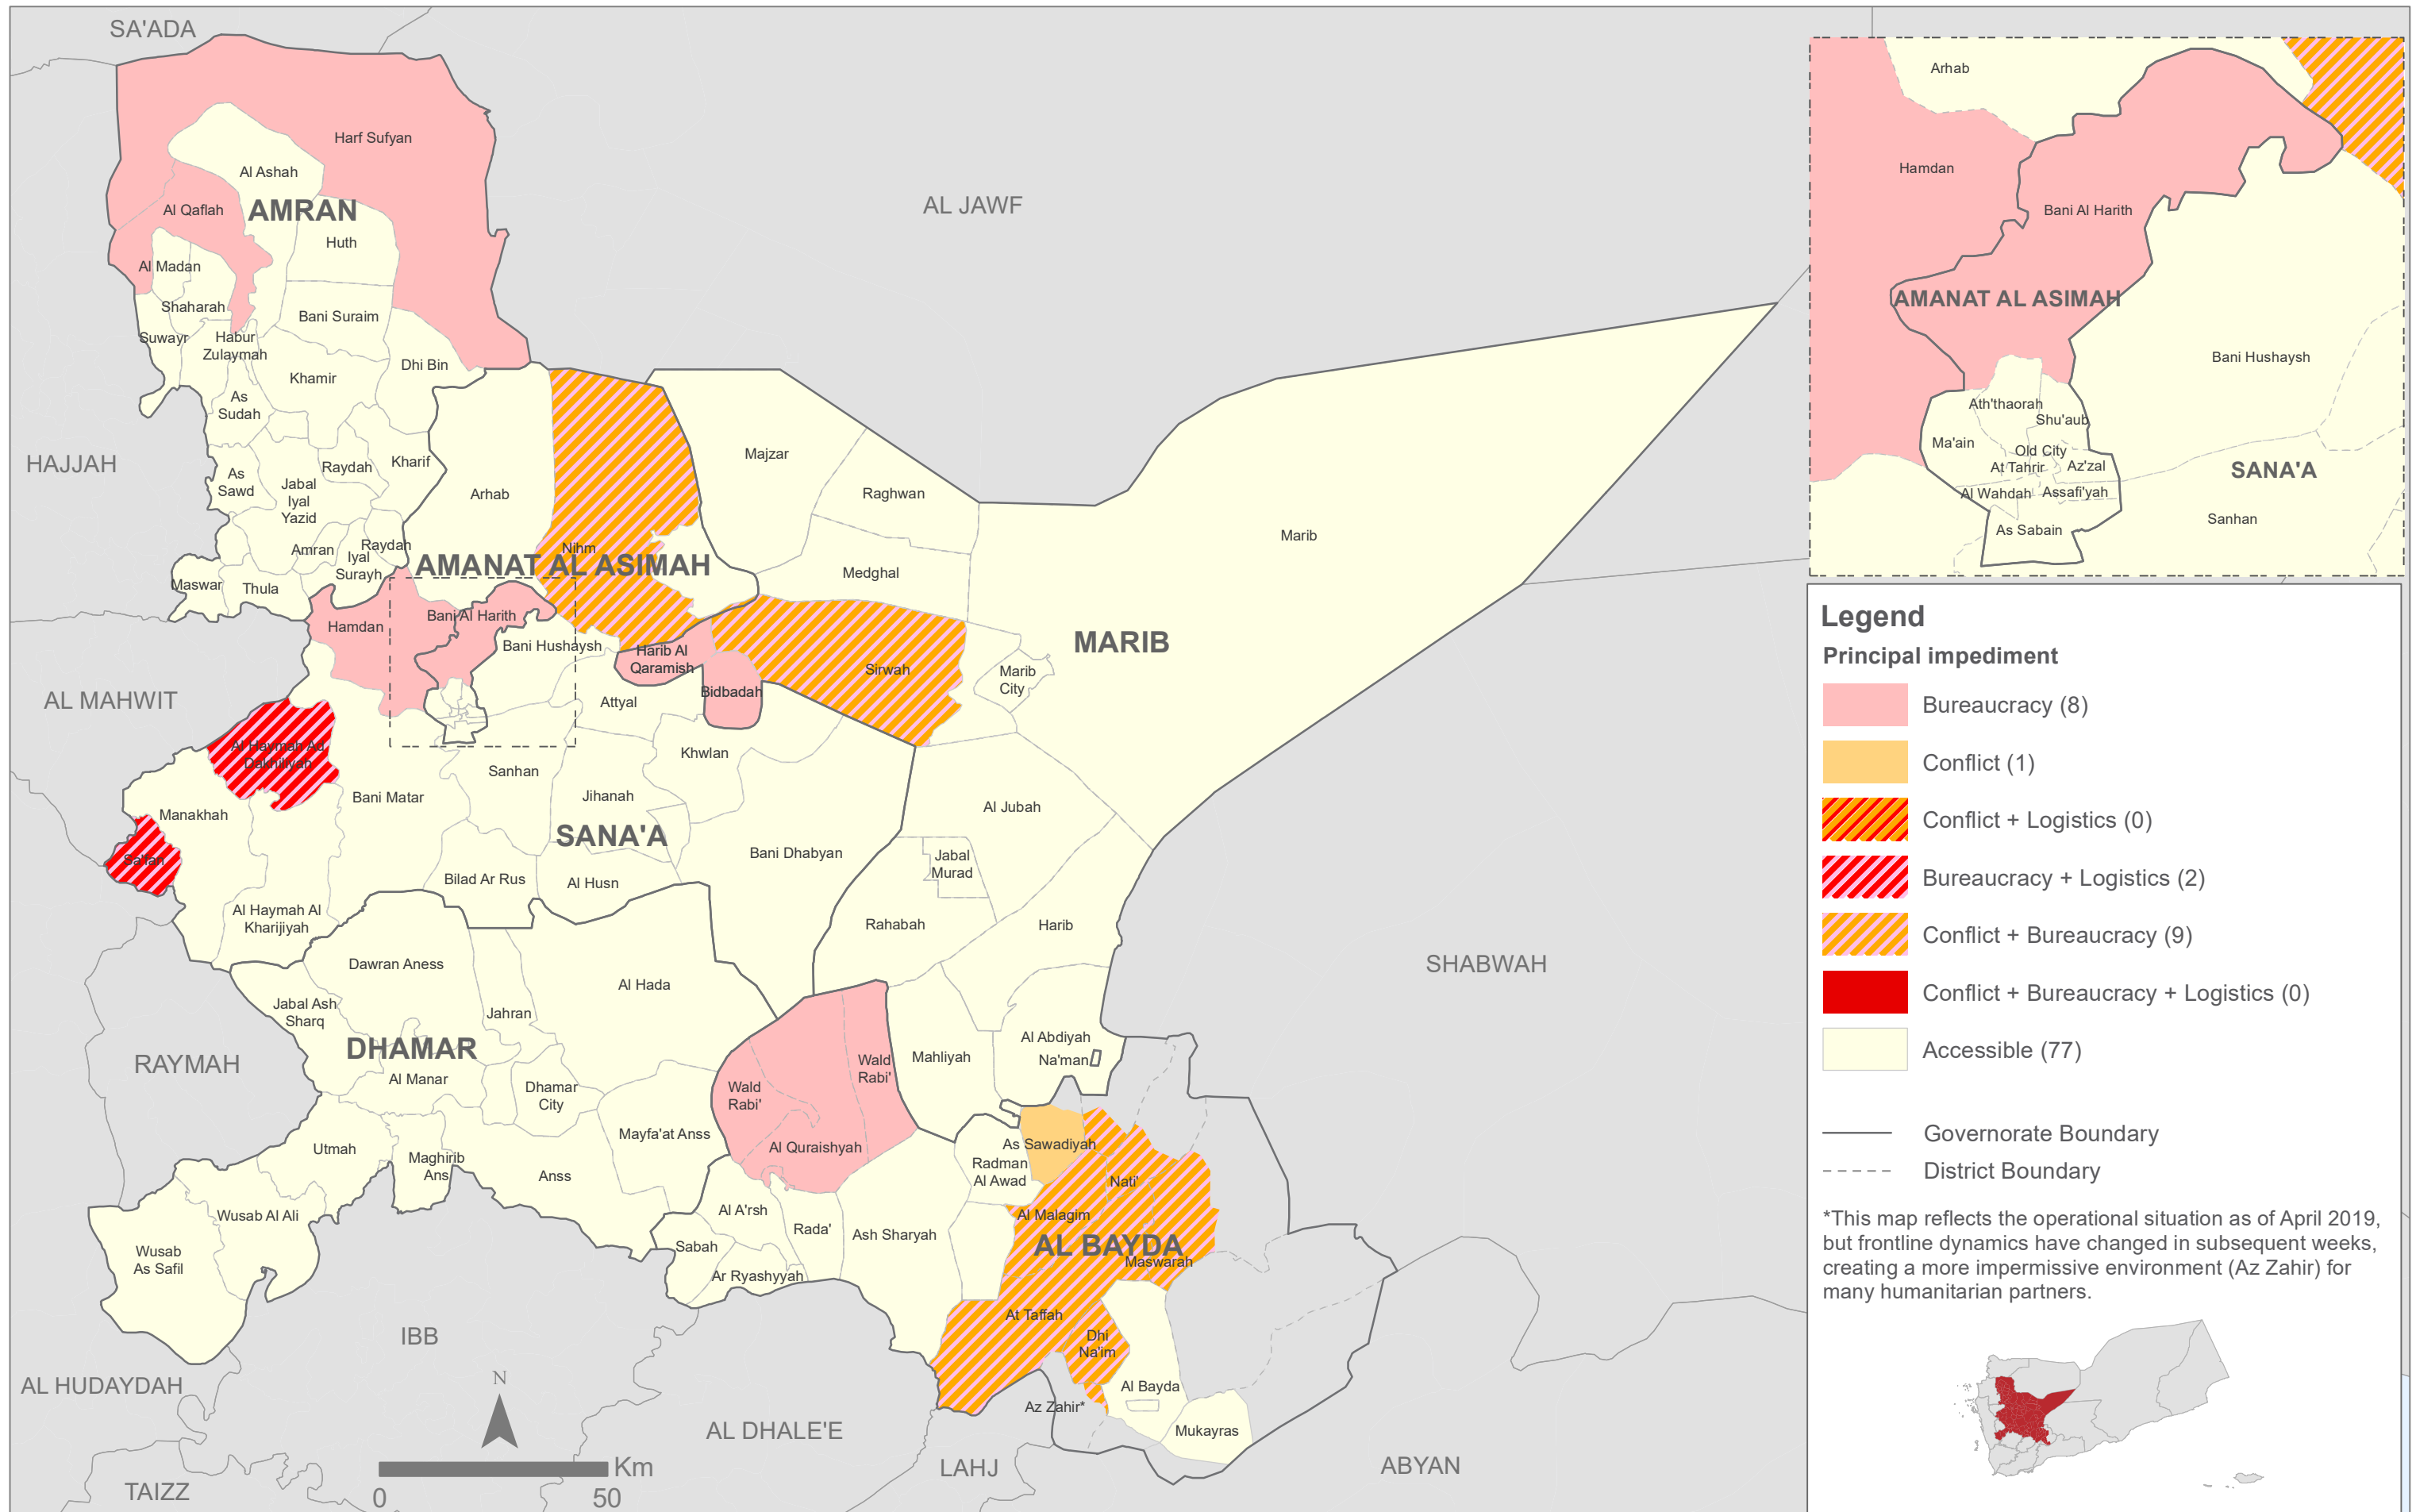 SA'ADA
Harf Sufyan
Al Ashah
Al Qaflah
AMRAN
AL JAWF
Huth
Al Madan
Shaharah
Bani Suraim
Suwayr
Habur
Zulaymah
Dhi Bin
Khamir
As
Sudah
HAJJAH
Majzar
Raydah
Kharif
As
Sawd
Jabal
Iyal
Yazid
Arhab
Raghwan
Marib
Amran
Raydah
Iyal
Surayh
Nihm
AMANAT AL ASIMAH
Medghal
Maswar
Thula
Bani Al Harith
Hamdan
Bani Hushaysh
Harib Al
Qaramish
MARIB
Sirwah
Marib
City
AL MAHWIT
Attyal
Bidbadah
Al Haymah Ad
Dakhiliyah
Khwlan
Sanhan
Bani Matar
Jihanah
Al Jubah
Manakhah
SANA'A
Sa'fan
Bani Dhabyan
Jabal
Murad
Bilad Ar Rus
Al Husn
Al Haymah Al
Kharijiyah
Rahabah
Harib
Dawran Aness
SHABWAH
Al Hada
Jabal Ash
Sharq
Jahran
DHAMAR
Al Abdiyah
Na'man
RAYMAH
Al Manar
Dhamar
City
Wald
Rabi'
Wald
Rabi'
Mahliyah
Mayfa'at Anss
Al Quraishyah
As Sawadiyah
Utmah
Maghirib
Ans
Anss
Radman
Al Awad
Nati'
Wusab Al Ali
Al A'rsh
Rada'
Ash Sharyah
Al Malagim
AL BAYDA
Sabah
Maswarah
Wusab
As Safil
Ar Ryashyyah
At Taffah
IBB
Dhi
Na'im
AL HUDAYDAH
Al Bayda
Az Zahir*
N
AL DHALE'E
Mukayras
LAHJ
ABYAN
Km
TAIZZ
0
50
Arhab
Hamdan
Bani Al Harith
AMANAT AL ASIMAH
Bani Hushaysh
Ath'thaorah
Shu'aub
Ma'ain
Old City
At Tahrir
Az'zal
SANA'A
Al Wahdah
Assafi'yah
Sanhan
As Sabain
Legend
Principal impediment
Bureaucracy (8)
Conflict (1)
Conflict + Logistics (0)
Bureaucracy + Logistics (2)
Conflict + Bureaucracy (9)
Conflict + Bureaucracy + Logistics (0)
Accessible (77)
Governorate Boundary
District Boundary
*This map reflects the operational situation as of April 2019,
but frontline dynamics have changed in subsequent weeks,
creating a more impermissive environment (Az Zahir) for
many humanitarian partners.